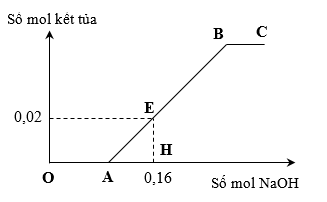 Số mol kết tủa
B
C
E
0,02
H
O
A
0,16
Số mol NaOH